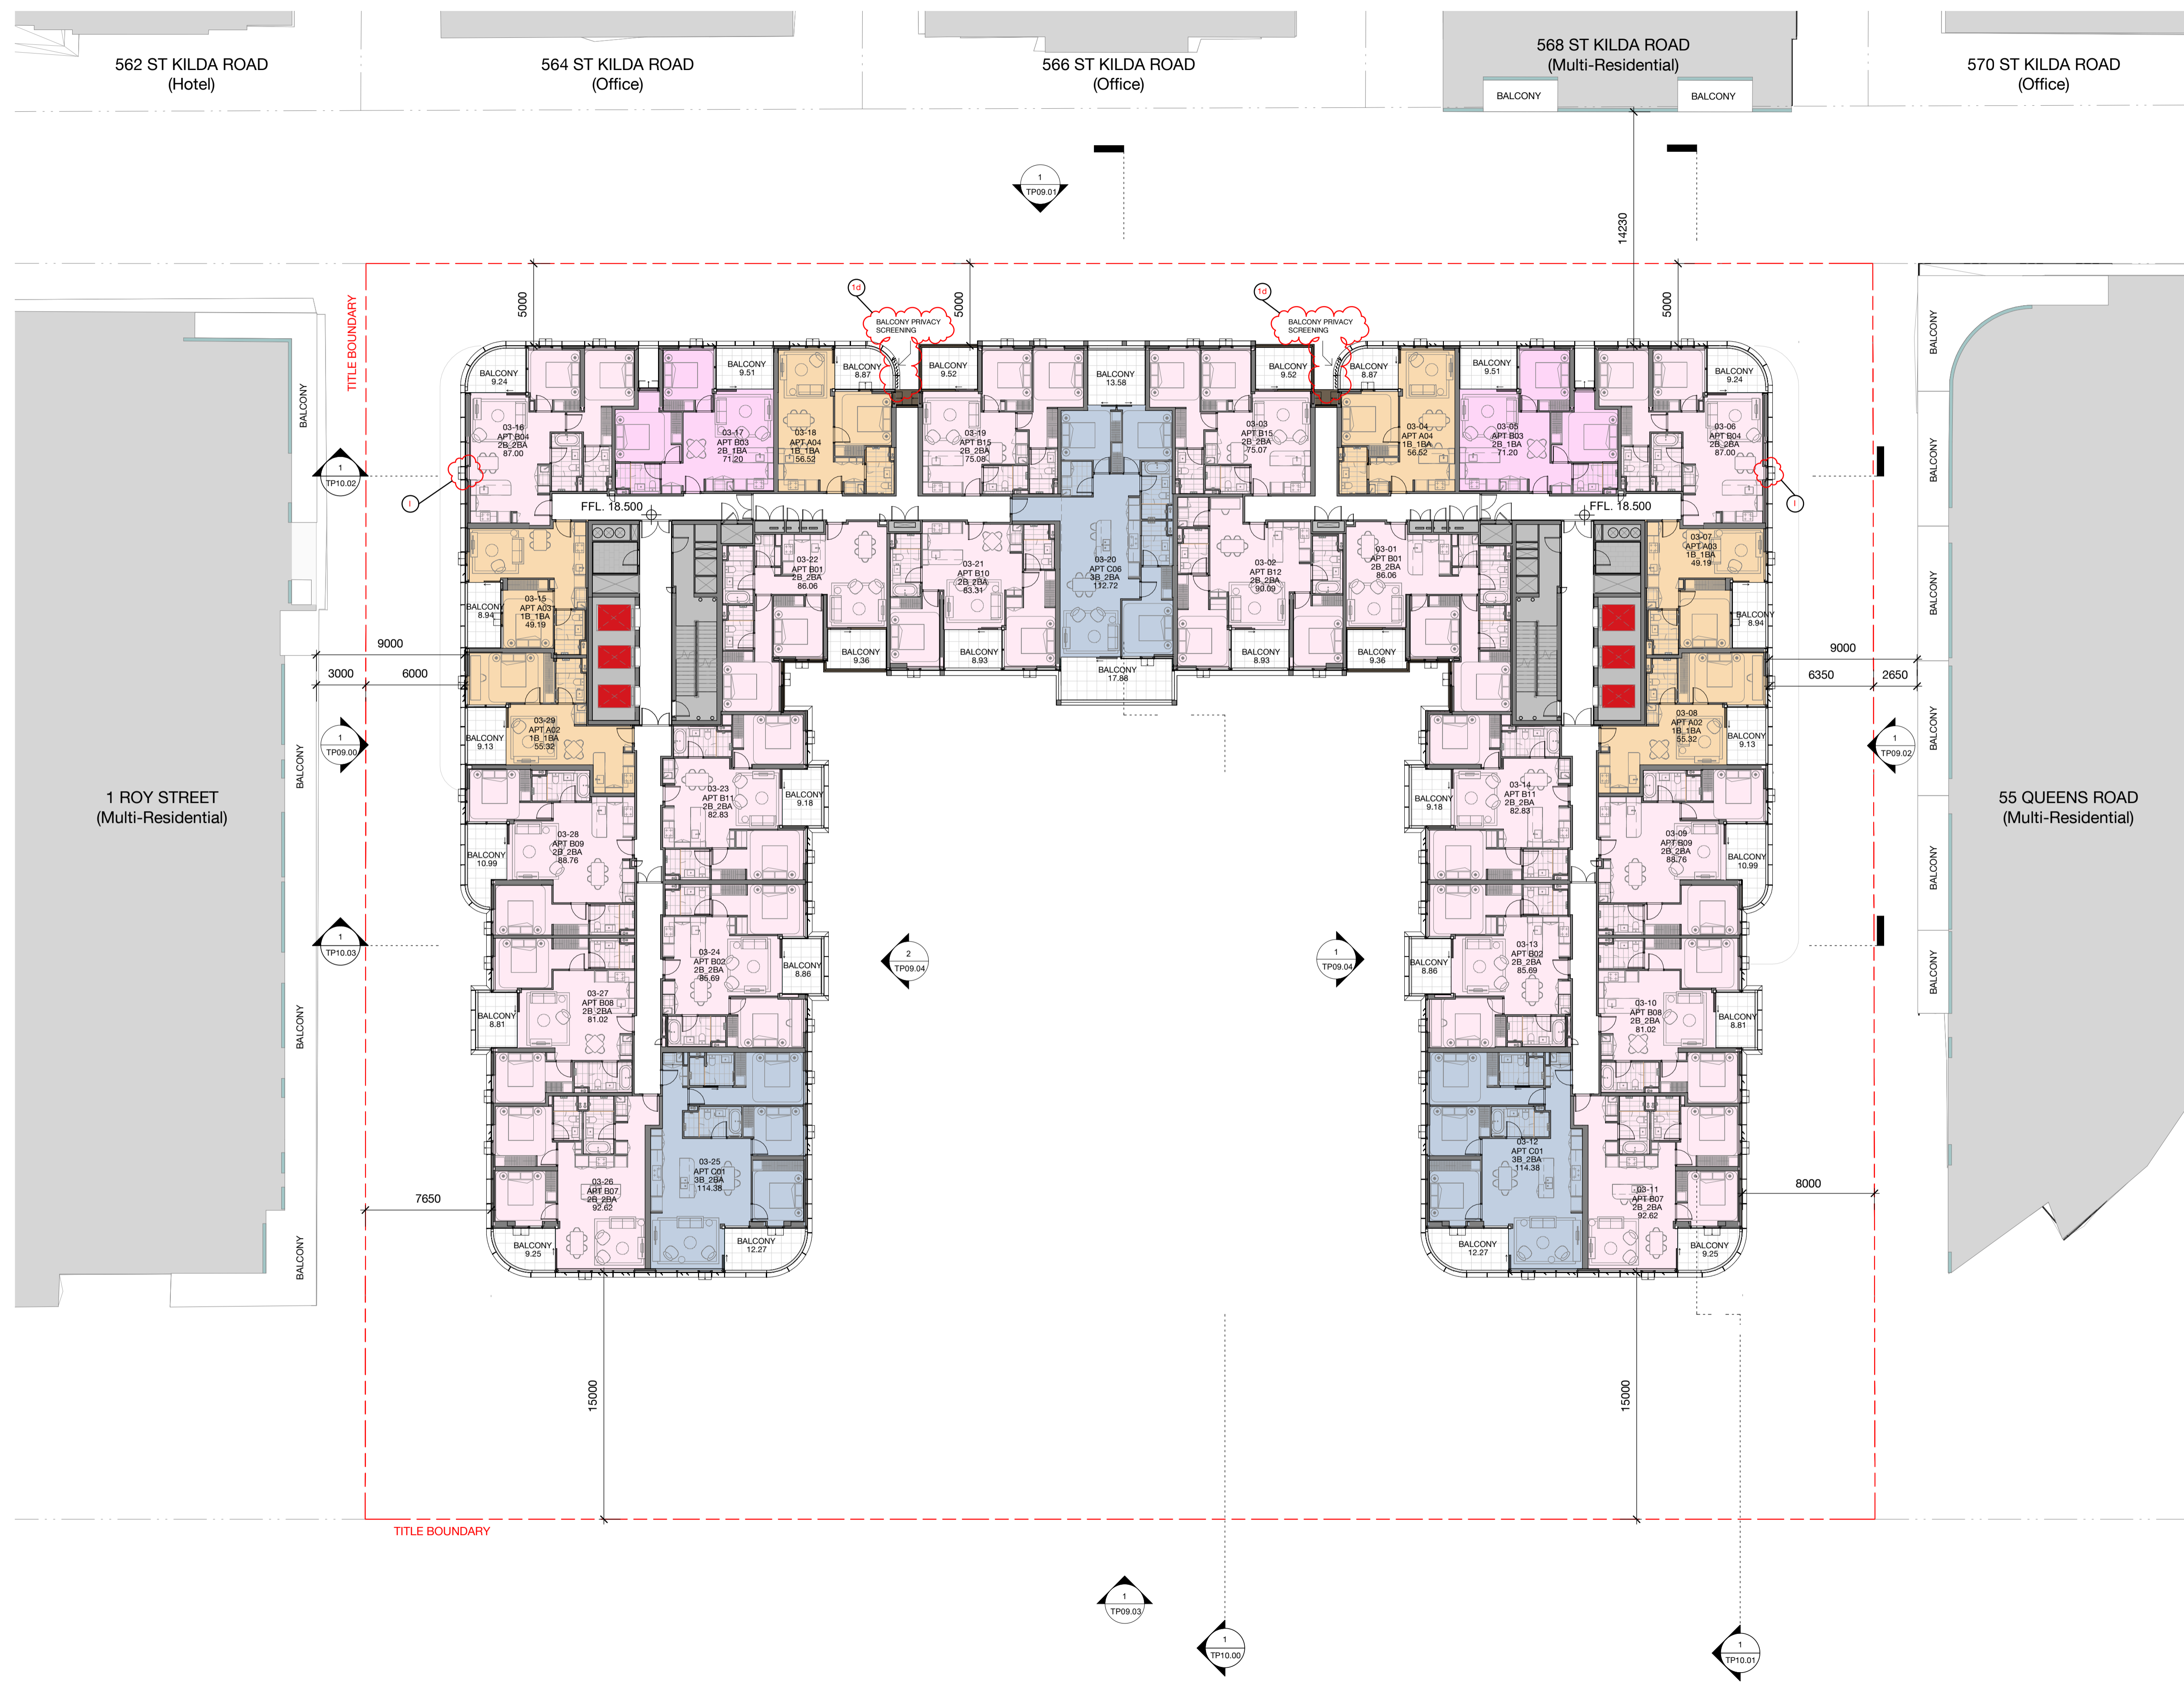 562 ST KILDA ROAD
(Hotel)
564 ST KILDA ROAD
(Office)
566 ST KILDA ROAD
(Office)
568 ST KILDA ROAD
(Multi-Residential)
BALCONY
BALCONY
570 ST KILDA ROAD
(Office)
1
TP09.01
14230
TITLE BOUNDARY
5000
1d
BALCONY PRIVACY
SCREENING
5000
1d
BALCONY PRIVACY
SCREENING
5000
BALCONY
9.24
BALCONY
9.51
BALCONY
8.87
BALCONY
9.52
BALCONY
13.58
BALCONY
9.52
BALCONY
8.87
BALCONY
9.51
BALCONY
9.24
03-16
APT B04
2B_2BA
87.00
03-17
APT B03
2B_1BA
71.20
03-18
APT A04
1B_1BA
56.52
03-19
APT B15
2B_2BA
75.08
03-03
APT B15
2B_2BA
75.07
03-04
APT A04
1B_1BA
56.52
03-05
APT B03
2B_1BA
71.20
03-06
APT B04
2B_2BA
87.00
1
TP10.02
I
I
FFL. 18.500
FFL. 18.500
03-15
APT A03
1B_1BA
49.19
BALCONY
8.94
03-22
APT B01
2B_2BA
86.06
03-21
APT B10
2B_2BA
83.31
03-20
APT C06
3B_2BA
112.72
03-02
APT B12
2B_2BA
90.09
03-01
APT B01
2B_2BA
86.06
03-07
APT A03
1B_1BA
49.19
BALCONY
8.94
BALCONY
9.36
BALCONY
8.93
BALCONY
17.88
BALCONY
8.93
BALCONY
9.36
9000
3000
6000
9000
6350
2650
1
TP09.00
03-29
APT A02
1B_1BA
55.32
BALCONY
9.13
03-08
APT A02
1B_1BA
55.32
BALCONY
9.13
1
TP09.02
1 ROY STREET
(Multi-Residential)
55 QUEENS ROAD
(Multi-Residential)
BALCONY
BALCONY
BALCONY
BALCONY
BALCONY
BALCONY
BALCONY
BALCONY
BALCONY
BALCONY
03-23
APT B11
2B_2BA
82.83
BALCONY
9.18
BALCONY
9.18
03-14
APT B11
2B_2BA
82.83
03-28
APT B09
2B_2BA
88.76
BALCONY
10.99
03-09
APT B09
2B_2BA
88.76
BALCONY
10.99
1
TP10.03
03-24
APT B02
2B_2BA
85.69
BALCONY
8.86
2
TP09.04
1
TP09.04
BALCONY
8.86
03-13
APT B02
2B_2BA
85.69
03-27
APT B08
2B_2BA
81.02
BALCONY
8.81
03-10
APT B08
2B_2BA
81.02
BALCONY
8.81
03-26
APT B07
2B_2BA
92.62
03-25
APT C01
3B_2BA
114.38
03-12
APT C01
3B_2BA
114.38
03-11
APT B07
2B_2BA
92.62
7650
8000
BALCONY
9.25
BALCONY
12.27
BALCONY
12.27
BALCONY
9.25
15000
15000
TITLE BOUNDARY
1
TP09.03
1
TP10.00
1
TP10.01